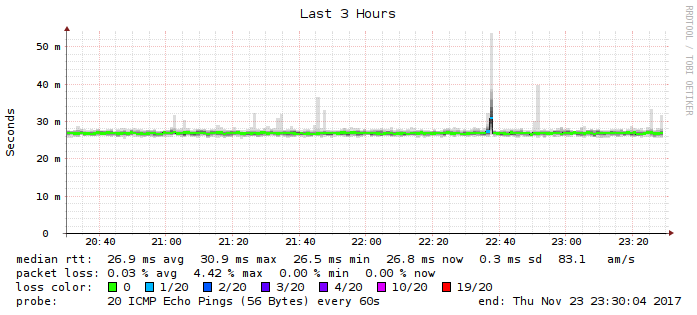 Last 3 Hours
RRDTOOL / TOBI OETIKER
Seconds
50 m
40 m
30 m
20 m
10 m
0
20:40 21:00 21:20 21:40 22:00 22:20 22:40 23:00 23:20
median rtt: 26.9 ms avg 30.9 ms max 26.5 ms min 26.8 ms now 0.3 ms sd 83.1 am/s
packet loss: 0.03 % avg 4.42 % max 0.00 % min 0.00 % now
loss color: 0 1/20 2/20 3/20 4/20 10/20 19/20
probe: 20 ICMP Echo Pings (56 Bytes) every 60s end: Thu Nov 23 23:30:04 2017